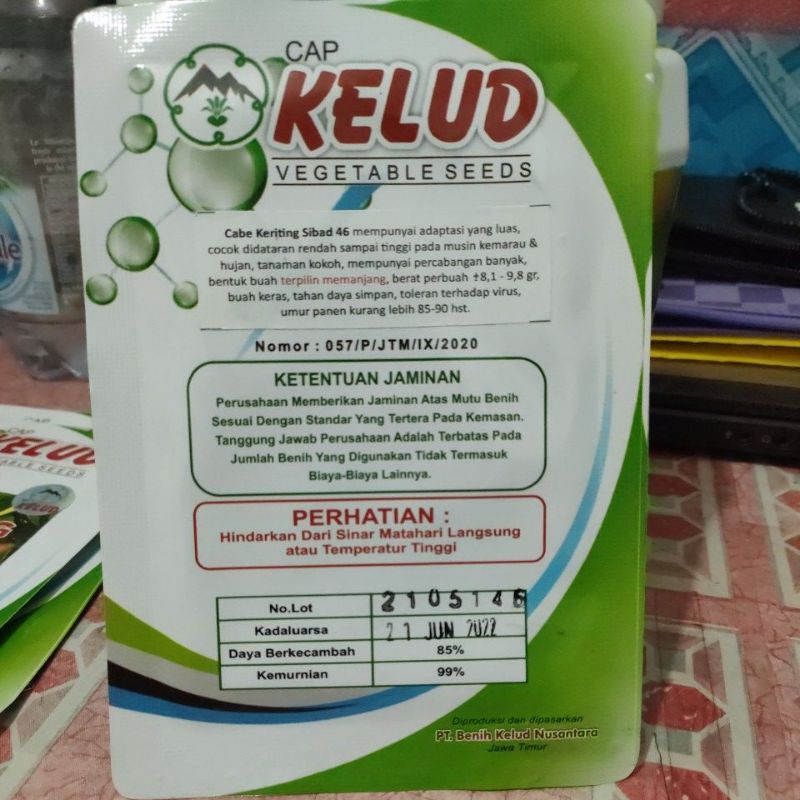 CAP
KELUD
VEGETABLE SEEDS
Cabe Keriting Sibad 46 mempunyai adaptasi yang luas,
cocok didataran rendah sampai tinggi pada musin kemarau &
hujan, tanaman kokoh, mempunyai percabangan banyak,
bentuk buah terpilin memanjang, berat perbuah ±8,1 - 9,8 gr,
buah keras, tahan daya simpan, toleran terhadap virus,
umur panen kurang lebih 85-90 hst.
Nomor : 057/P/JTM/IX/2020
KETENTUAN JAMINAN
Perusahaan Memberikan Jaminan Atas Mutu Benih
Sesuai Dengan Standar Yang Tertera Pada Kemasan.
Tanggung Jawab Perusahaan Adalah Terbatas Pada
Jumlah Benih Yang Digunakan Tidak Termasuk
Biaya-Biaya Lainnya.
PERHATIAN :
Hindarkan Dari Sinar Matahari Langsung
atau Temperatur Tinggi
No.Lot 2105146
Kadaluarsa 21 JUN 2022
Daya Berkecambah 85%
Kemurnian 99%
Diproduksi dan dipasarkan
PT. Benih Kelud Nusantara
Jawa Timur
CAP
KELUD
VEGETABLE SEEDS
KELUD